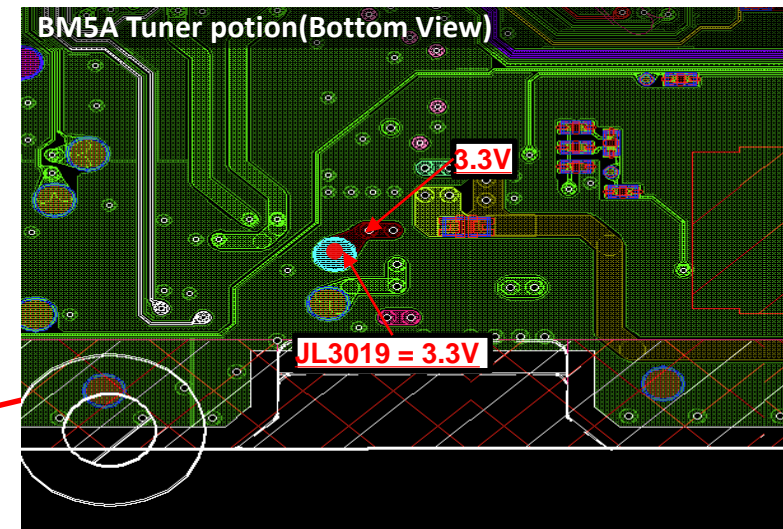 BM5A Tuner potion(Bottom View)
3.3V
JL3019 = 3.3V